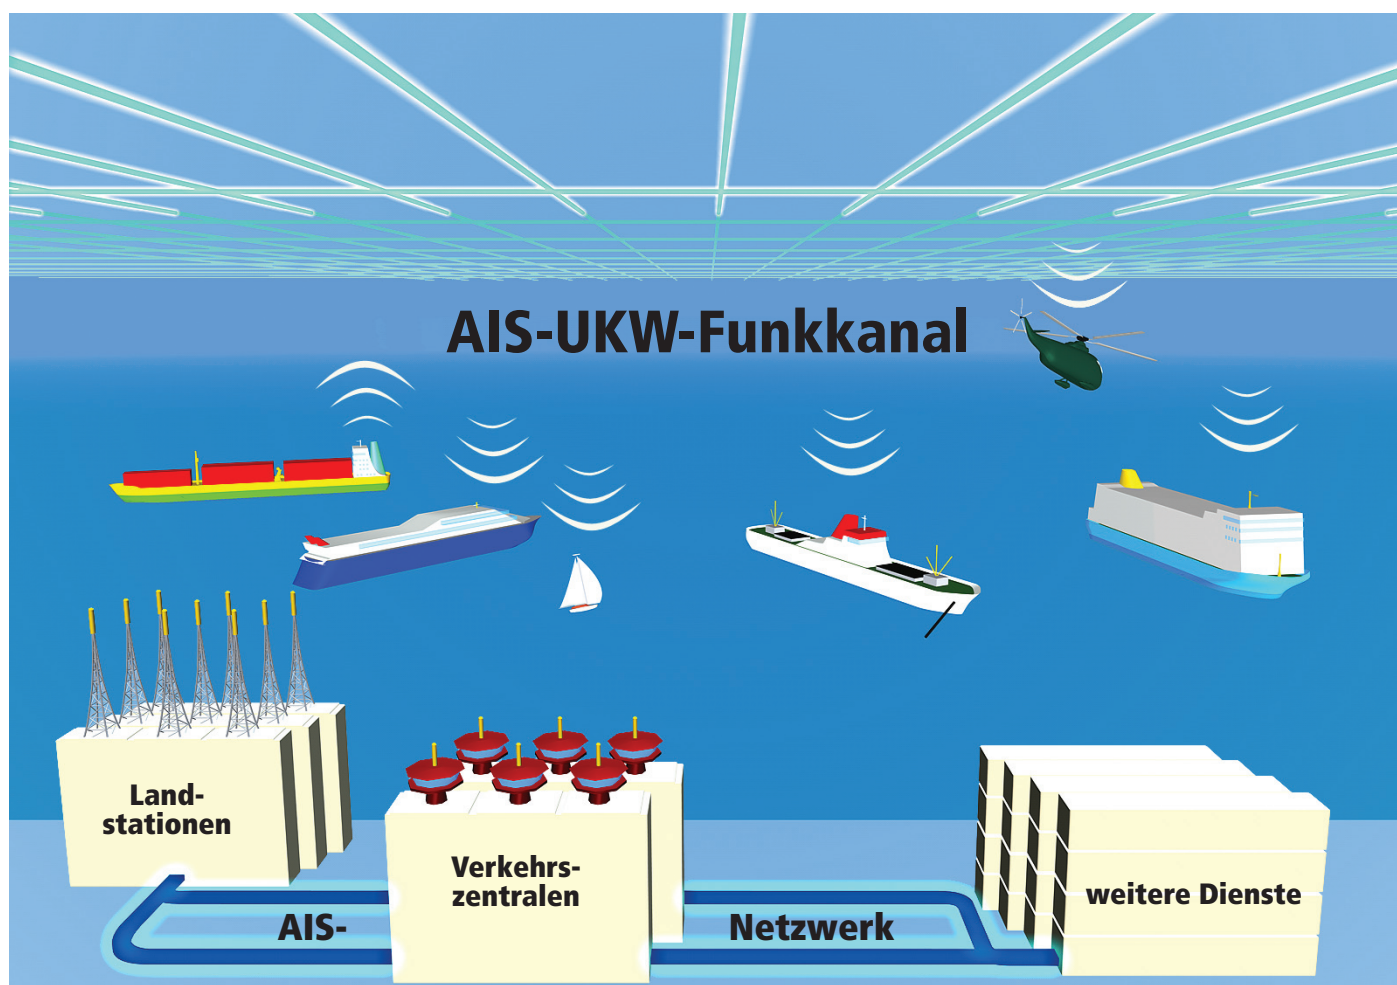 AIS-UKW-Funkkanal
Land-
stationen
Verkehrs-
zentralen
weitere Dienste
AIS-
Netzwerk